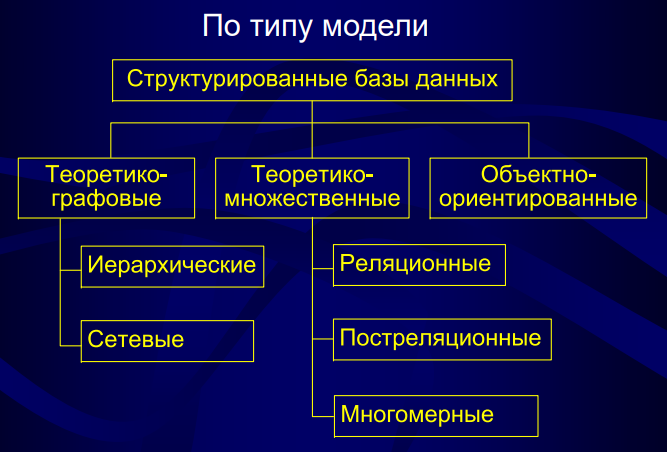 По типу модели
Структурированные базы данных
Теоретико-
графовые
Теоретико-
множественные
Объектно-
ориентированные
Иерархические
Сетевые
Реляционные
Постреляционные
Многомерные